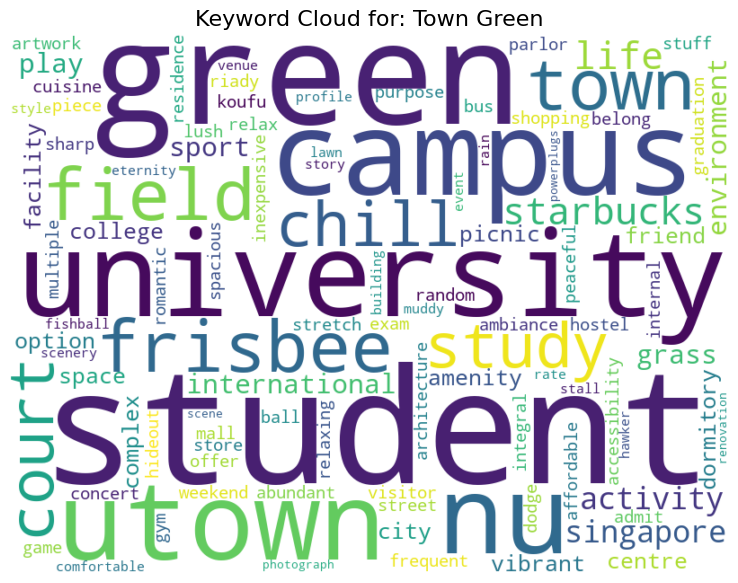 Keyword Cloud for: Town Green
artwork
green
parlor
life
stuff
play
cuisine
style
piece
residence
venue
riady
koufu
profile
purpose
bus
town
shopping
belong
graduation
environment
sharp
lush
relax
sport
inexpensive
lawn
story
rain
powerplugs
campus
facility
field
eternity
event
chill
starbucks
college
picnic
friend
multiple
romantic
spacious
university
building
random
peaceful
internal
muddy
fishball
scenery
option
frisbee
stretch
exam
ambiance
hostel
study
grass
space
international
amenity
rate
stall
court
student
complex
hideout
scene
mall
store
offer
ball
relaxing
architecture
integral
hawker
accessibility
dormitory
renovation
concert
weekend
abundant
visitor
street
dodge
affordable
activity
admit
utown
gym
city
nu
singapore
game
comfortable
photograph
frequent
vibrant
centre